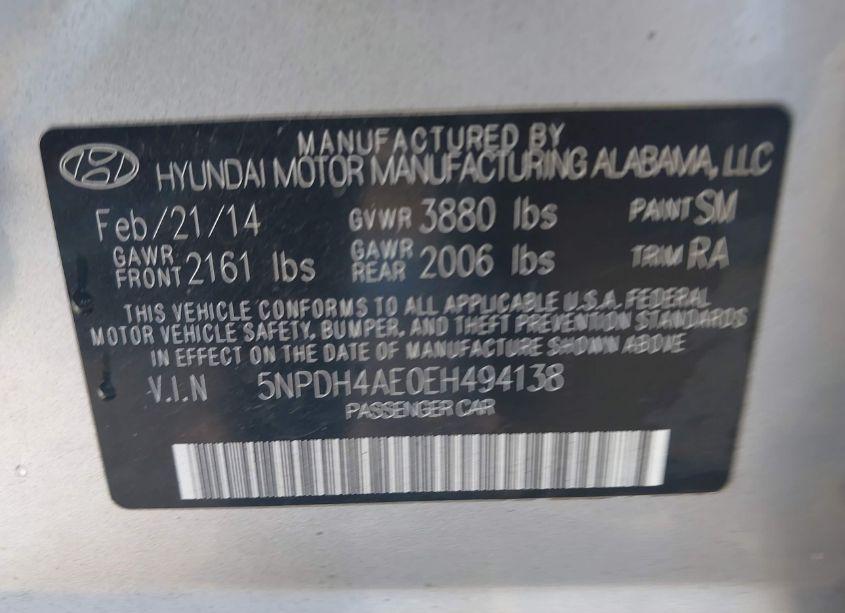 MANUFACTURED BY
HYUNDAI MOTOR MANUFACTURING ALABAMA, LLC
Feb/21/14 GVWR 3880 lbs PAINT SM
GAWR FRONT 2161 lbs GAWR REAR 2006 lbs TRIM RA
THIS VEHICLE CONFORMS TO ALL APPLICABLE U.S.A. FEDERAL
MOTOR VEHICLE SAFETY, BUMPER, AND THEFT PREVENTION STANDARDS
IN EFFECT ON THE DATE OF MANUFACTURE SHOWN ABOVE
V.I.N 5NPDH4AE0EH494138
PASSENGER CAR